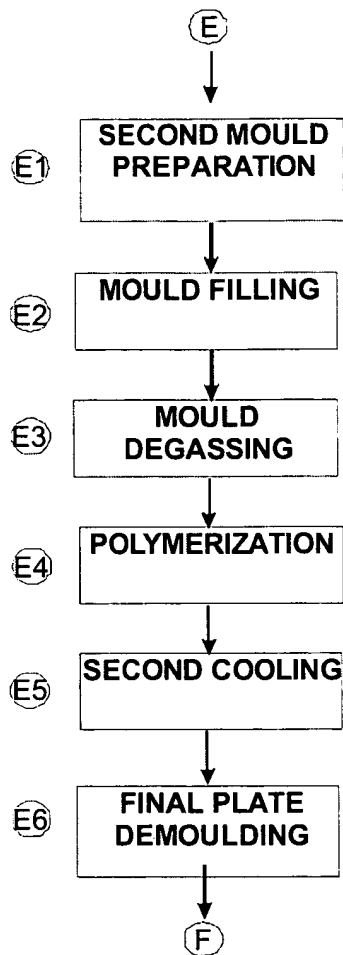 E
E1
SECOND MOULD
PREPARATION
E2
MOULD FILLING
E3
MOULD
DEGASSING
E4
POLYMERIZATION
E5
SECOND COOLING
E6
FINAL PLATE
DEMOULDING
F